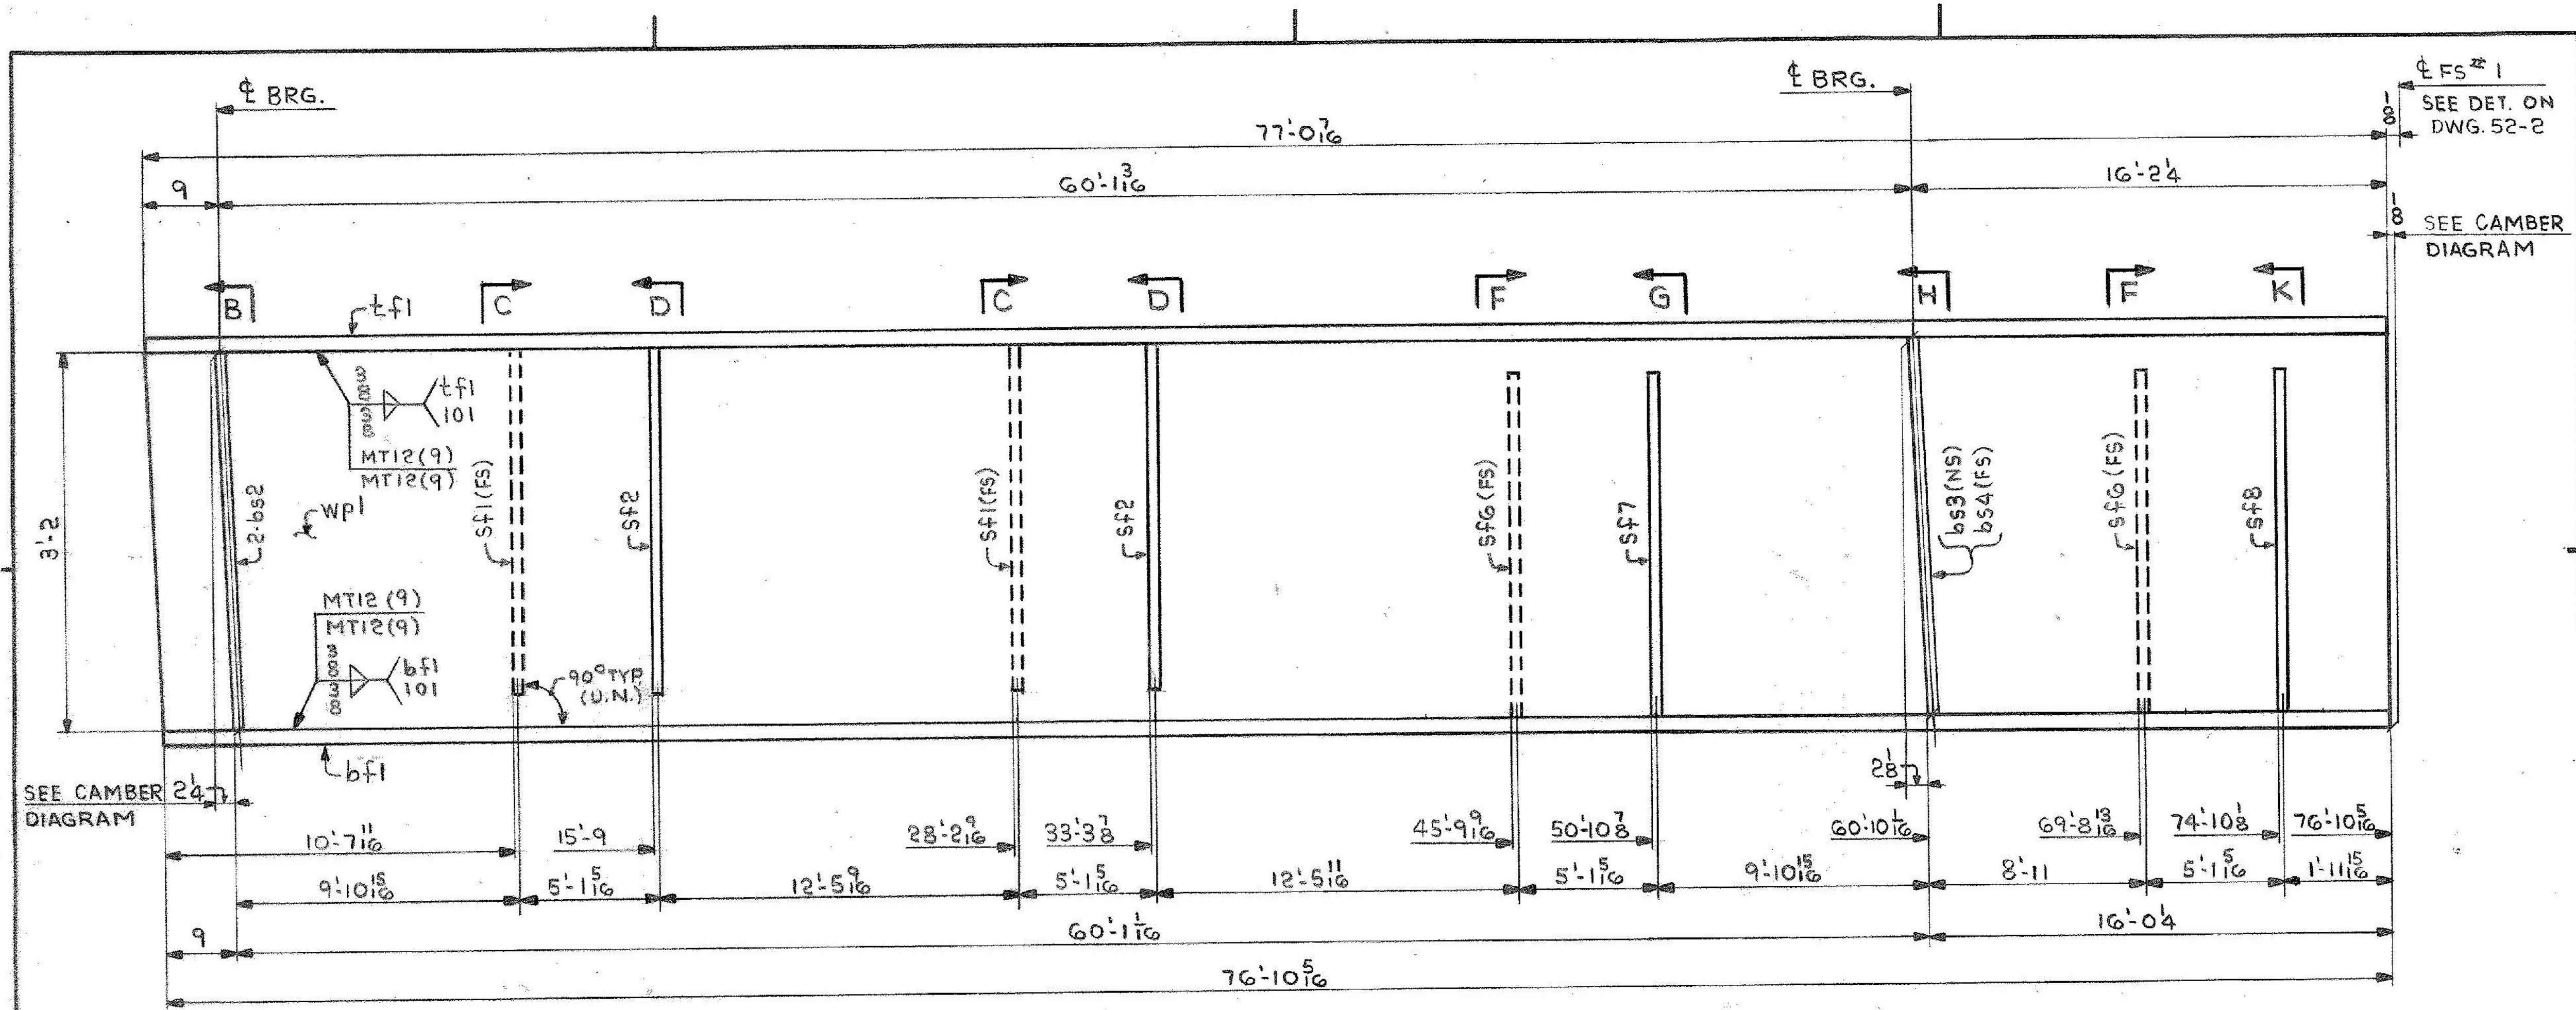 ℄ BRG.
℄ BRG.
℄ FS #1
SEE DET. ON
DWG. 52-2
1/8
77'-0 7/16
9
60'-1 3/16
16'-2 1/4
1/8
SEE CAMBER
DIAGRAM
B
C
D
C
D
F
G
H
F
K
tf1
3/8
3/8
tf1
101
MT12(9)
MT12(9)
3'-2
2-bs2
wp1
sf1(FS)
sf2
sf1(FS)
sf2
sf6(FS)
sf7
bs3(NS)
bs4(FS)
sf6(FS)
sf8
MT12(9)
MT12(9)
3/8
3/8
bf1
101
90° TYP
(U.N.)
bf1
SEE CAMBER
DIAGRAM
2 1/4
2 1/8
10'-7 11/16
15'-9
28'-2 9/16
33'-3 7/8
45'-9 9/16
50'-10 7/8
60'-10 1/16
69'-8 13/16
74'-10 1/8
76'-10 5/16
9'-10 15/16
5'-1 5/16
12'-5 9/16
5'-1 5/16
12'-5 11/16
5'-1 5/16
9'-10 15/16
8'-11
5'-1 5/16
1'-11 15/16
9
60'-1 1/16
16'-0 1/4
76'-10 5/16